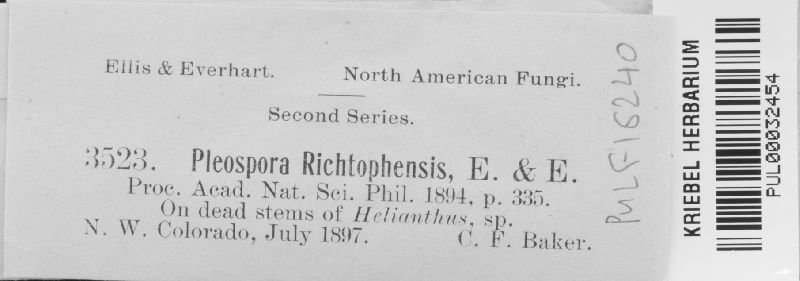 Ellis & Everhart. North American Fungi.
Second Series.
3523. Pleospora Richtophensis, E. & E.
Proc. Acad. Nat. Sci. Phil. 1894, p. 335.
On dead stems of Helianthus, sp.
N. W. Colorado, July 1897. C. F. Baker.
PULF16240
KRIEBEL HERBARIUM
PUL00032454